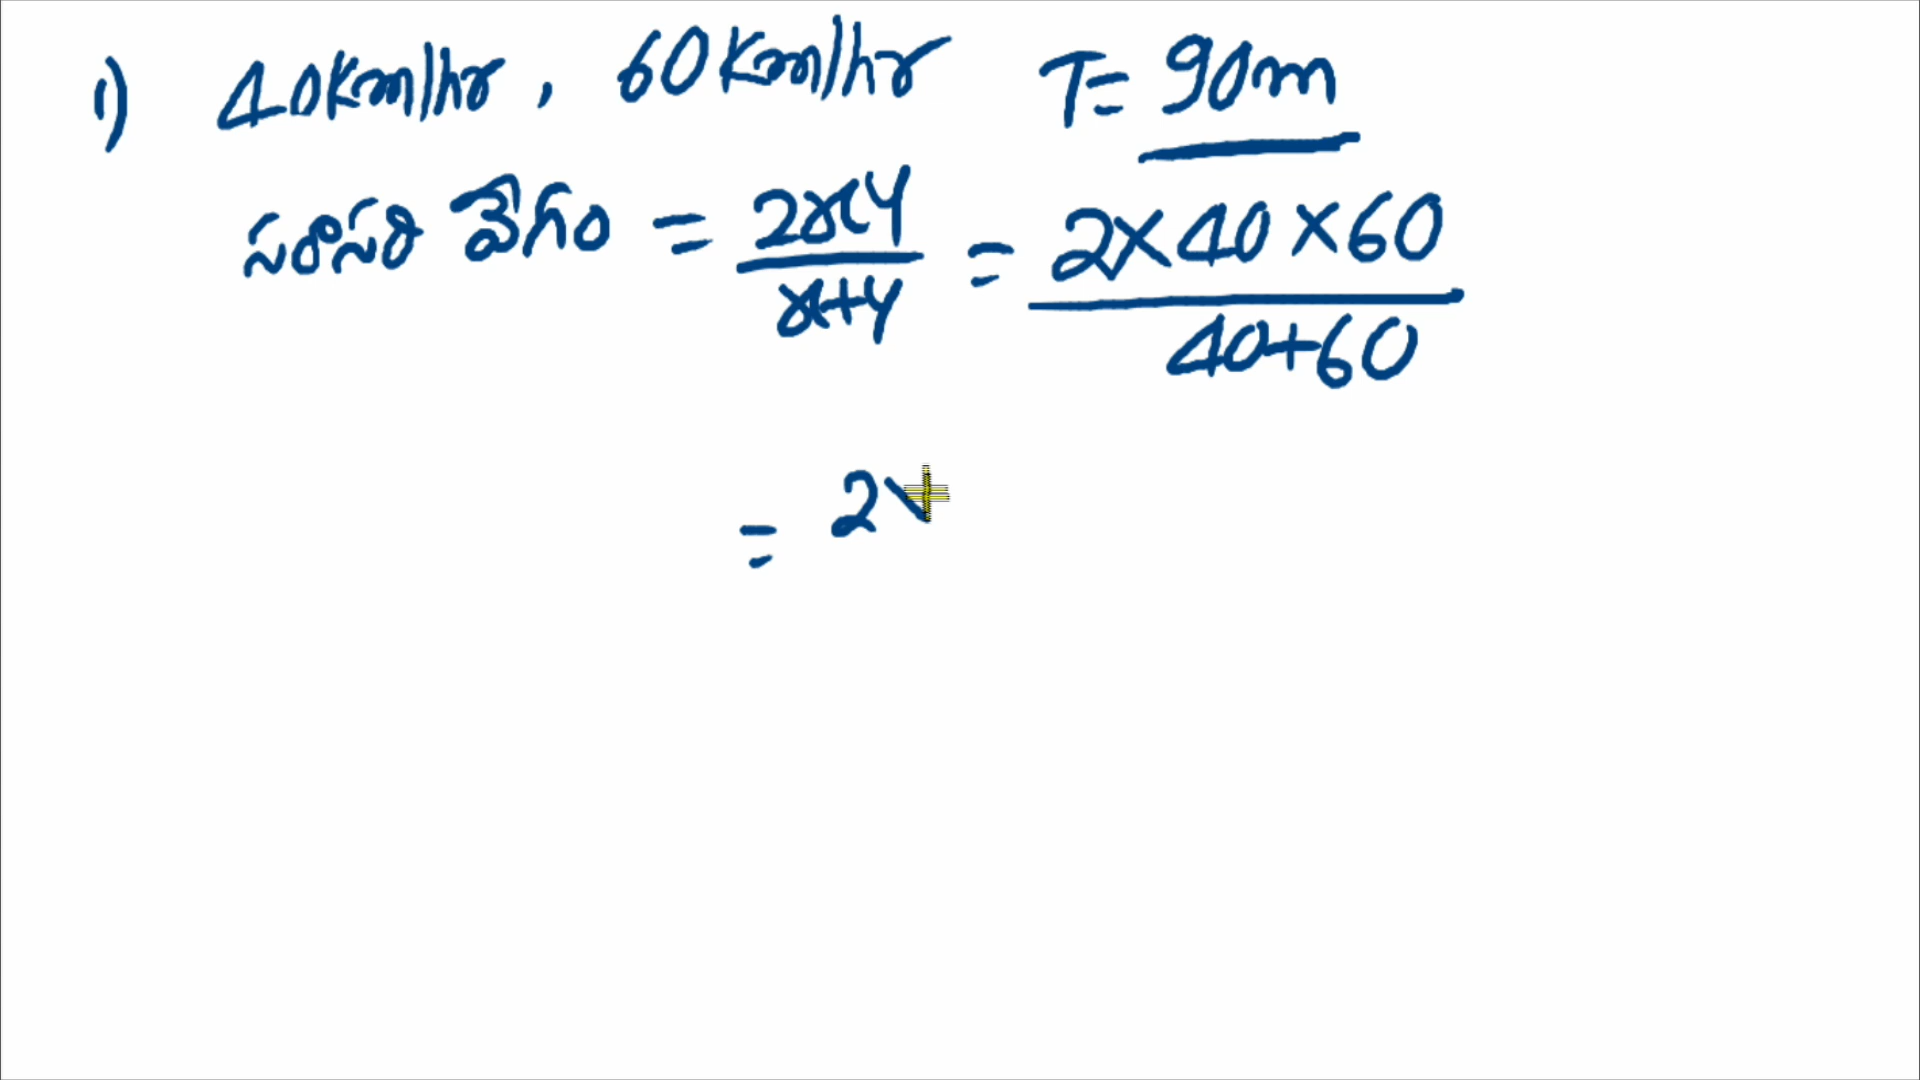 1) 40Km/hr, 60Km/hr T= 90m
సరాసరి వేగం = 2xy/x+y = 2×40×60/40+60
= 2×